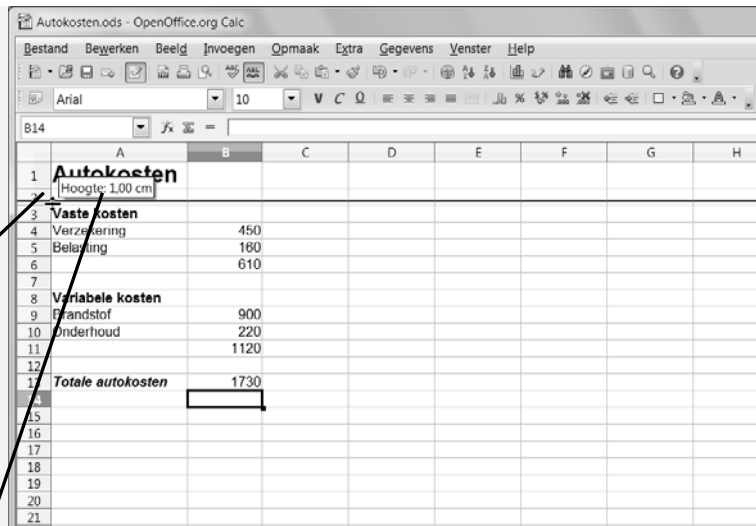 Autokosten.ods - OpenOffice.org Calc
Bestand Bewerken Beeld Invoegen Opmaak Extra Gegevens Venster Help
Arial 10 V C O
B14 =
A B C D E F G H
1 Autokosten
Hoogte: 1,00 cm
2
3 Vaste kosten
4 Verzekering 450
5 Belasting 160
6 610
7
8 Variabele kosten
9 Brandstof 900
10 Onderhoud 220
11 1120
12
13 Totale autokosten 1730
14
15
16
17
18
19
20
21